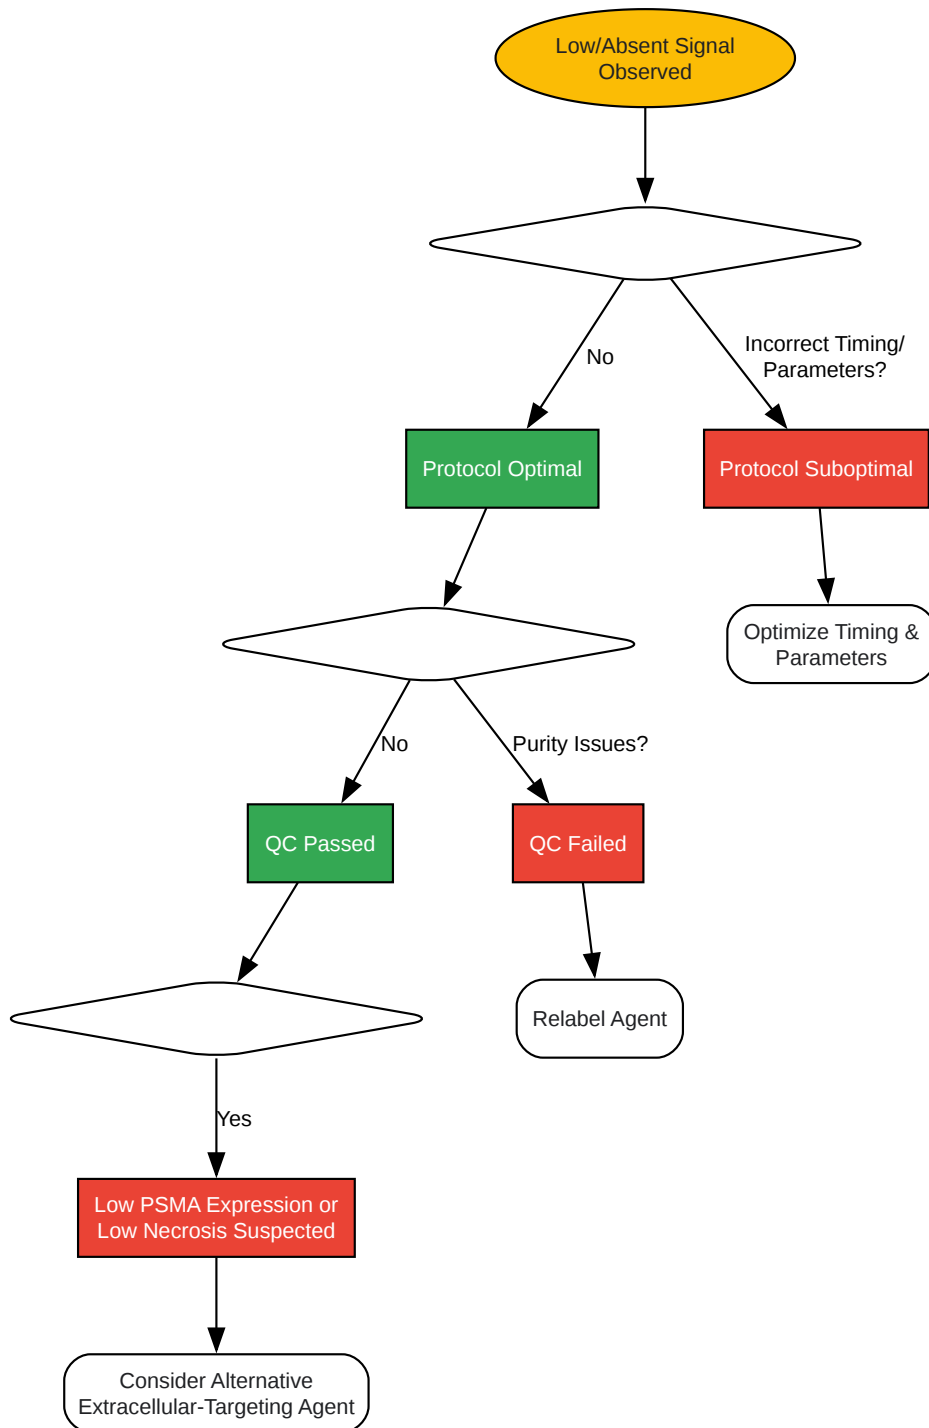 Low/Absent Signal
Observed
No
Incorrect Timing/
Parameters?
Protocol Optimal
Protocol Suboptimal
Optimize Timing &
Parameters
No
Purity Issues?
QC Passed
QC Failed
Relabel Agent
Yes
Low PSMA Expression or
Low Necrosis Suspected
Consider Alternative
Extracellular-Targeting Agent